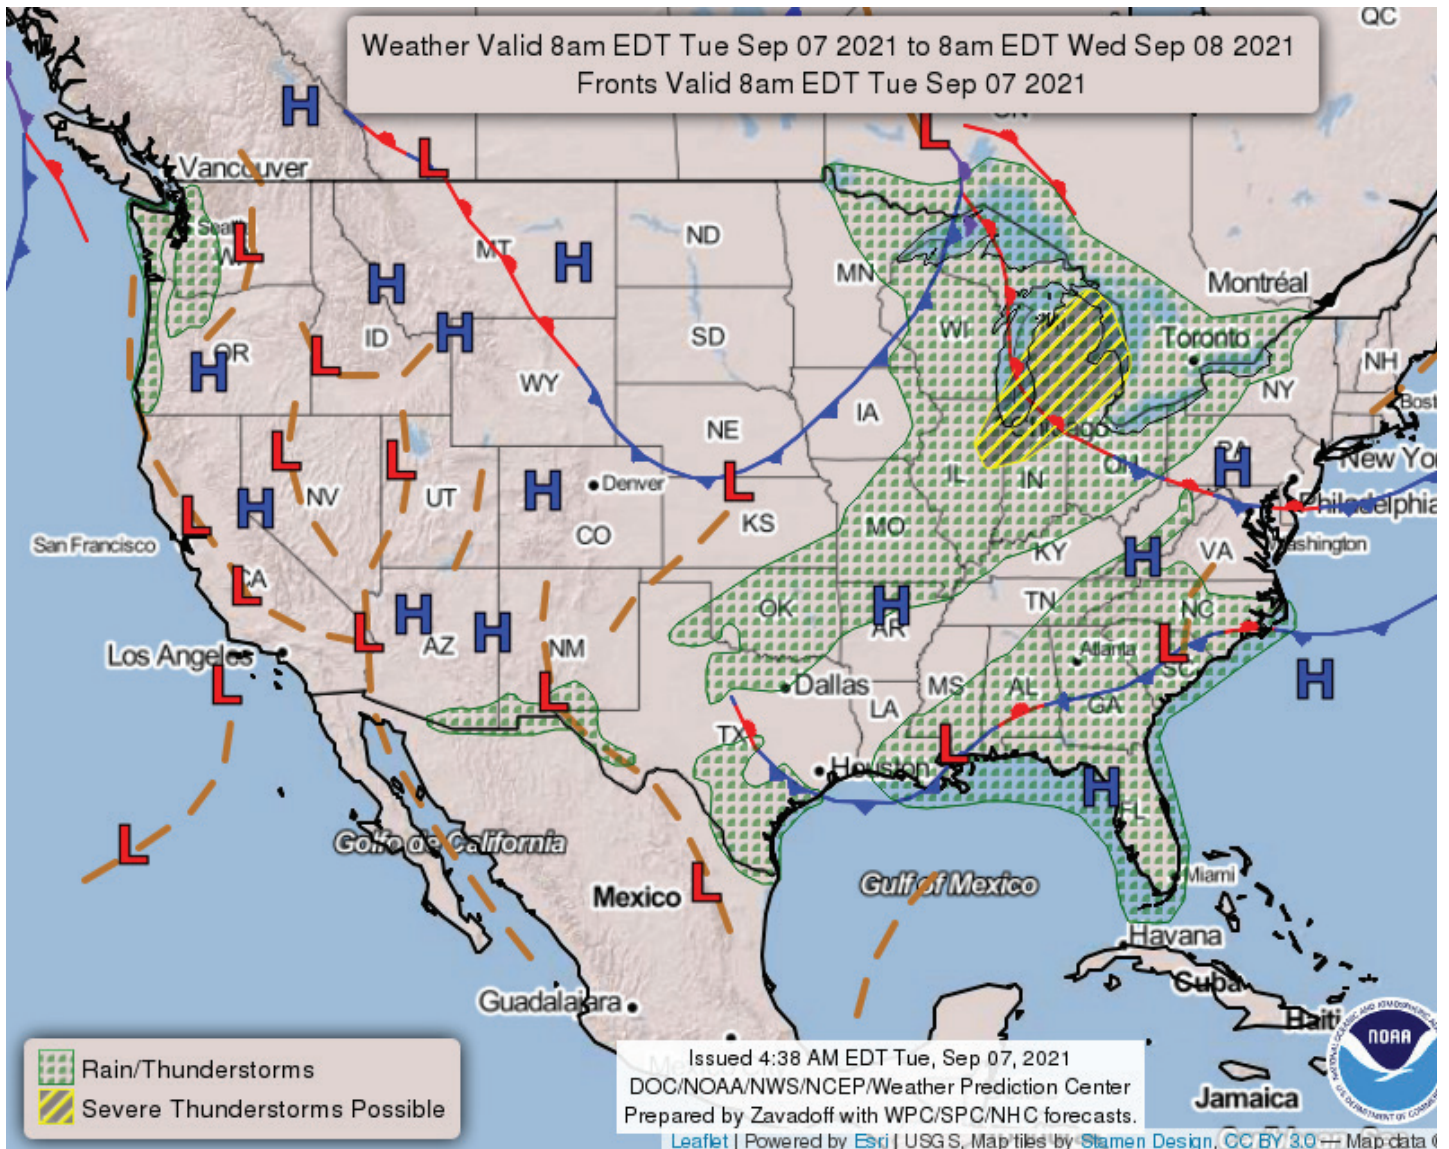 QC
Weather Valid 8am EDT Tue Sep 07 2021 to 8am EDT Wed Sep 08 2021
Fronts Valid 8am EDT Tue Sep 07 2021
H
L
Vancouver
L
H
MT
H
ND
MN
Montréal
H
ID
H
L
OR
H
WY
SD
WI
Toronto
NH
NY
NE
IA
L
NV
H
L
UT
H
Denver
L
KS
IL
IN
OH
PA
H
New Yo
Philadelphia
San Francisco
L
CO
MO
KY
H
VA
Washington
L
CA
L
H
AZ
H
NM
OK
H
AR
TN
NC
Atlanta
L
SC
H
Los Angeles
L
L
Dallas
MS
AL
GA
LA
TX
Houston
L
H
FL
L
Golfo de California
Mexico
L
Gulf of Mexico
Miami
Havana
Cuba
Haiti
Guadalajara
Rain/Thunderstorms
Severe Thunderstorms Possible
Issued 4:38 AM EDT Tue, Sep 07, 2021
DOC/NOAA/NWS/NCEP/Weather Prediction Center
Prepared by Zavadoff with WPC/SPC/NHC forecasts.
NOAA
Jamaica
Leaflet | Powered by Esri | USGS, Map tiles by Stamen Design, CC BY 3.0 — Map data ©